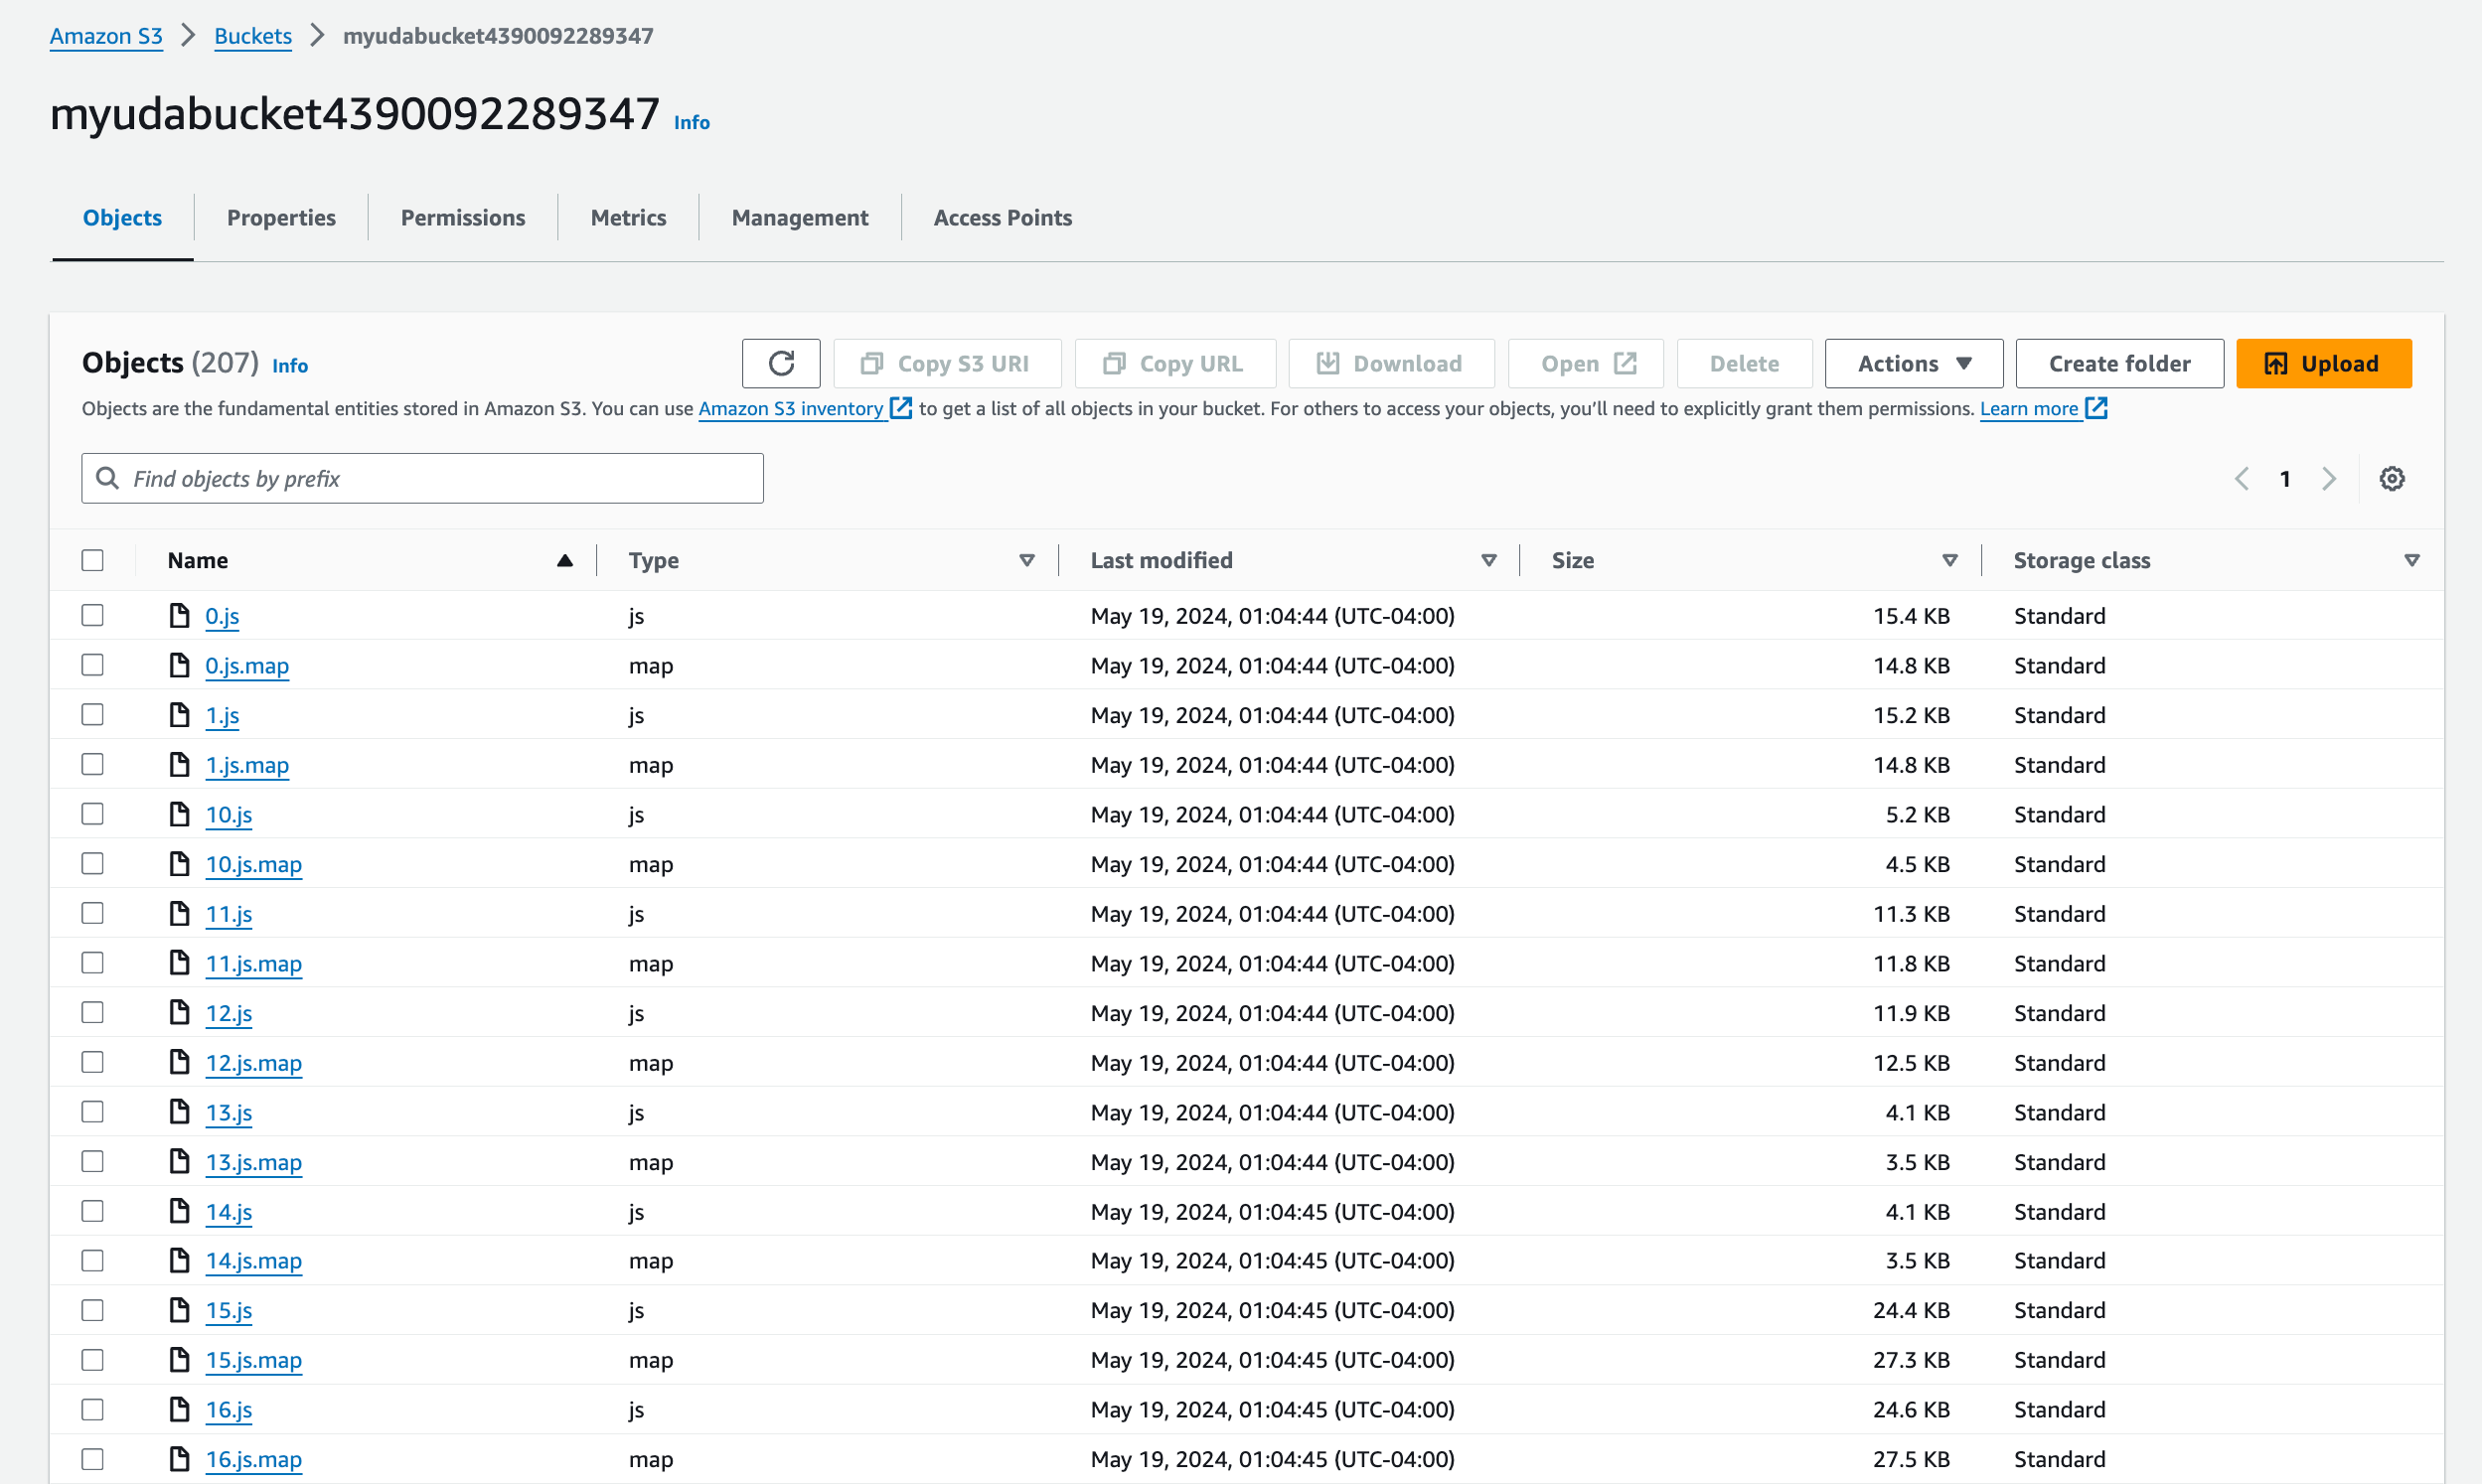 Amazon S3 > Buckets > myudabucket4390092289347
myudabucket4390092289347 Info
Objects Properties Permissions Metrics Management Access Points
Objects (207) Info Copy S3 URI Copy URL Download Open Delete Actions Create folder Upload
Objects are the fundamental entities stored in Amazon S3. You can use Amazon S3 inventory to get a list of all objects in your bucket. For others to access your objects, you’ll need to explicitly grant them permissions. Learn more
Find objects by prefix 1
Name Type Last modified Size Storage class
0.js js May 19, 2024, 01:04:44 (UTC-04:00) 15.4 KB Standard
0.js.map map May 19, 2024, 01:04:44 (UTC-04:00) 14.8 KB Standard
1.js js May 19, 2024, 01:04:44 (UTC-04:00) 15.2 KB Standard
1.js.map map May 19, 2024, 01:04:44 (UTC-04:00) 14.8 KB Standard
10.js js May 19, 2024, 01:04:44 (UTC-04:00) 5.2 KB Standard
10.js.map map May 19, 2024, 01:04:44 (UTC-04:00) 4.5 KB Standard
11.js js May 19, 2024, 01:04:44 (UTC-04:00) 11.3 KB Standard
11.js.map map May 19, 2024, 01:04:44 (UTC-04:00) 11.8 KB Standard
12.js js May 19, 2024, 01:04:44 (UTC-04:00) 11.9 KB Standard
12.js.map map May 19, 2024, 01:04:44 (UTC-04:00) 12.5 KB Standard
13.js js May 19, 2024, 01:04:44 (UTC-04:00) 4.1 KB Standard
13.js.map map May 19, 2024, 01:04:44 (UTC-04:00) 3.5 KB Standard
14.js js May 19, 2024, 01:04:45 (UTC-04:00) 4.1 KB Standard
14.js.map map May 19, 2024, 01:04:45 (UTC-04:00) 3.5 KB Standard
15.js js May 19, 2024, 01:04:45 (UTC-04:00) 24.4 KB Standard
15.js.map map May 19, 2024, 01:04:45 (UTC-04:00) 27.3 KB Standard
16.js js May 19, 2024, 01:04:45 (UTC-04:00) 24.6 KB Standard
16.js.map map May 19, 2024, 01:04:45 (UTC-04:00) 27.5 KB Standard